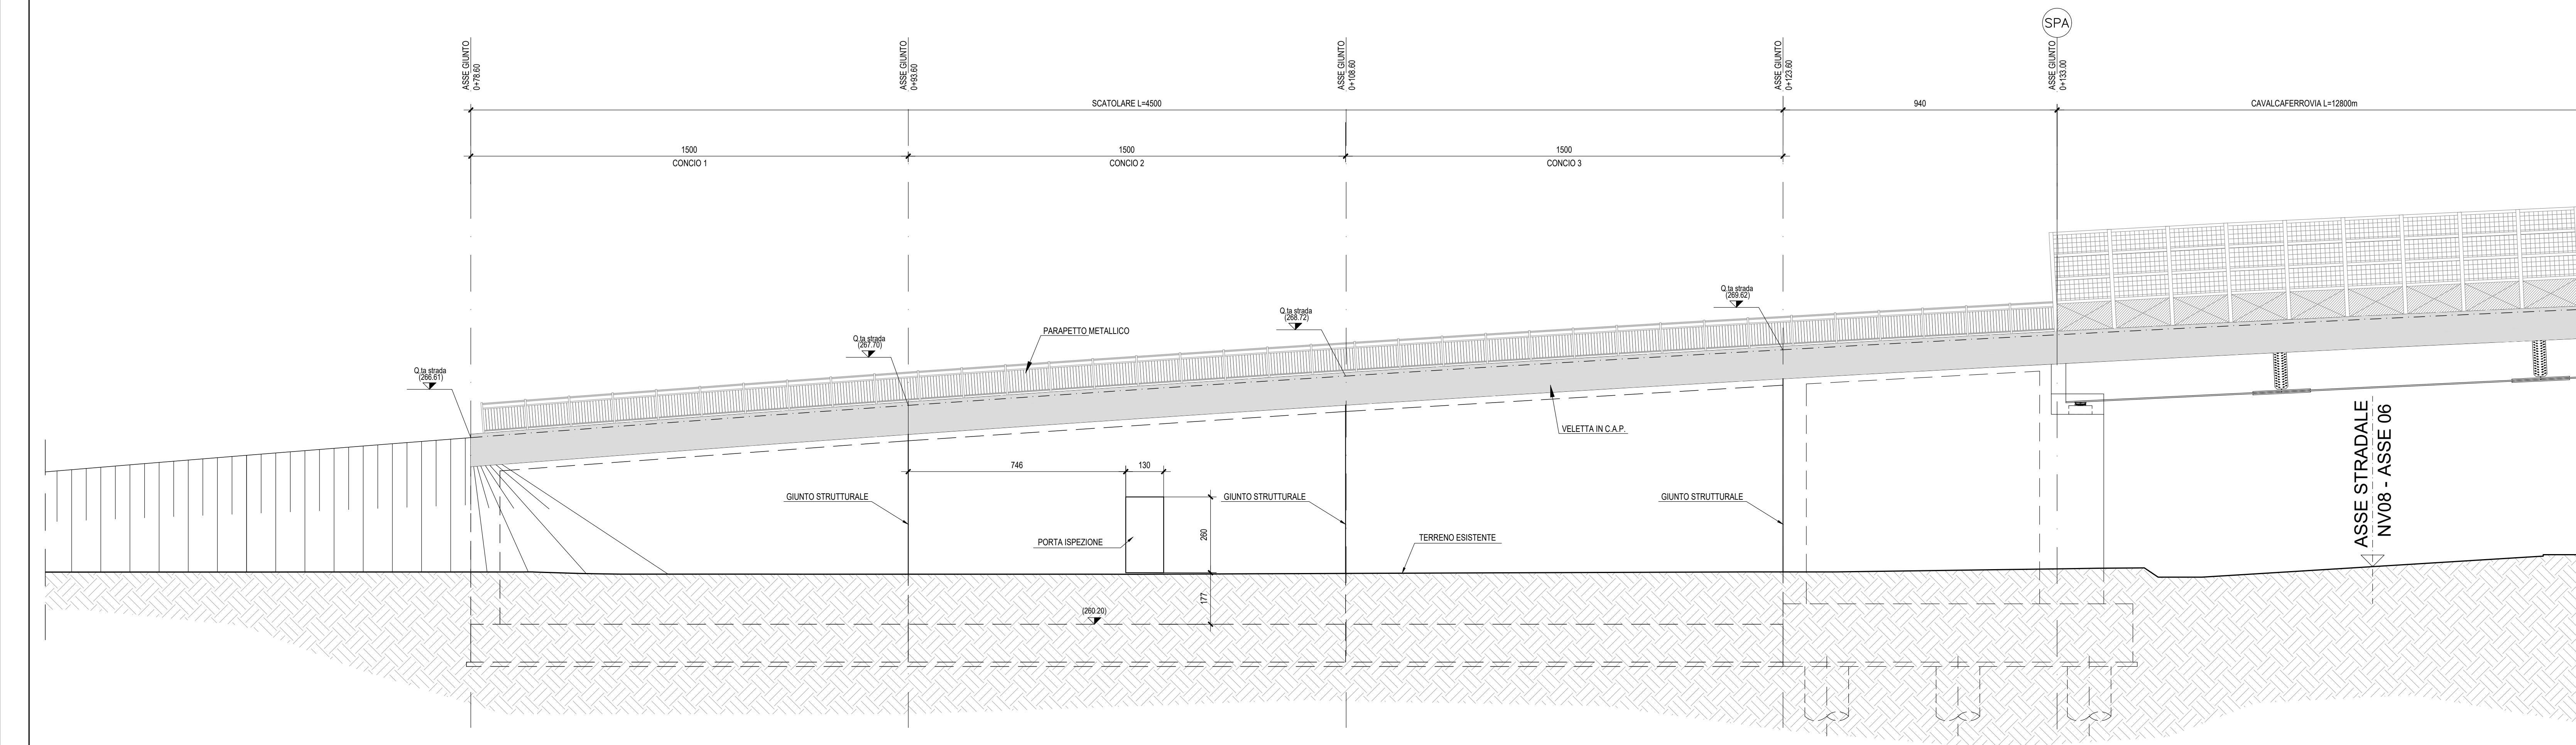 SPA
ASSE GIUNTO
0+78.60
ASSE GIUNTO
0+93.60
ASSE GIUNTO
0+108.60
ASSE GIUNTO
0+123.60
ASSE GIUNTO
0+133.00
SCATOLARE L=4500
940
CAVALCAFERROVIA L=12800m
1500
CONCIO 1
1500
CONCIO 2
1500
CONCIO 3
Q.ta strada
(266.61)
Q.ta strada
(267.70)
Q.ta strada
(268.72)
Q.ta strada
(269.62)
PARAPETTO METALLICO
VELETTA IN C.A.P.
746
130
GIUNTO STRUTTURALE
GIUNTO STRUTTURALE
GIUNTO STRUTTURALE
PORTA ISPEZIONE
260
TERRENO ESISTENTE
177
(260.20)
ASSE STRADALE
NV08 - ASSE 06